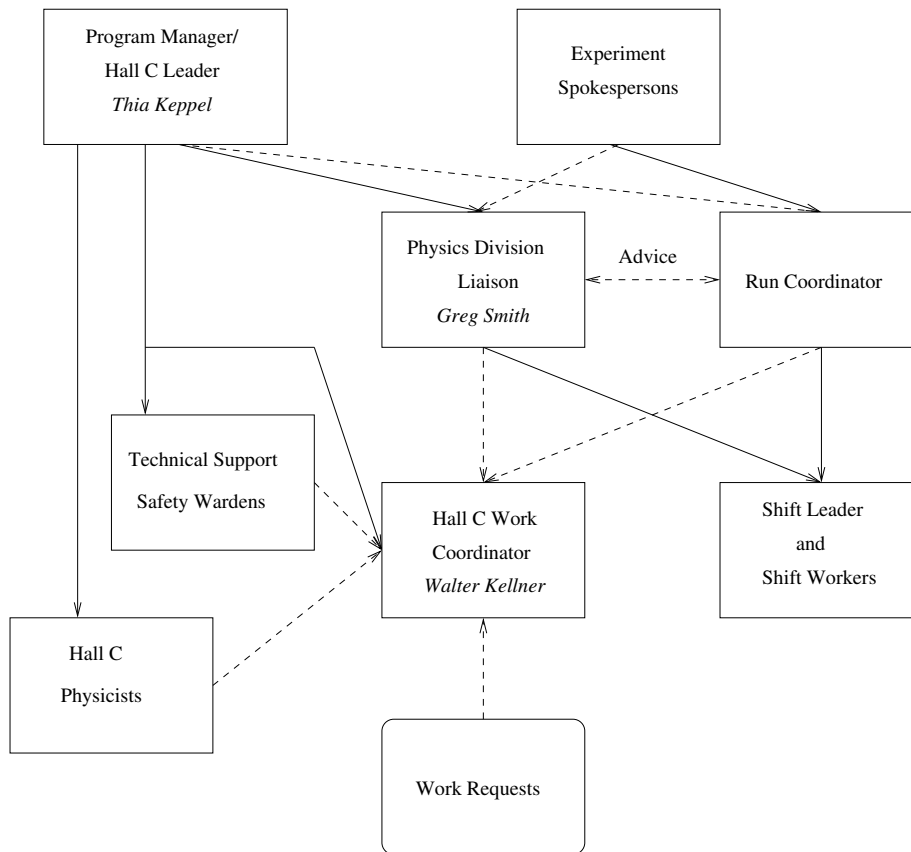 Program Manager/
Hall C Leader
Thia Keppel
Experiment
Spokespersons
Physics Division
Liaison
Greg Smith
Advice
Run Coordinator
Technical Support
Safety Wardens
Hall C Work
Coordinator
Walter Kellner
Shift Leader
and
Shift Workers
Hall C
Physicists
Work Requests